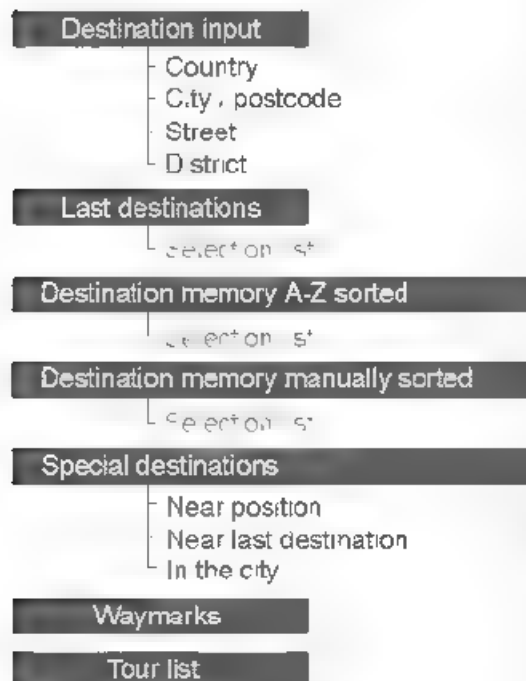 Destination input
Country
City, postcode
Street
District
Last destinations
Destination memory A-Z sorted
Destination memory manually sorted
Special destinations
Near position
Near last destination
In the city
Waymarks
Tour list